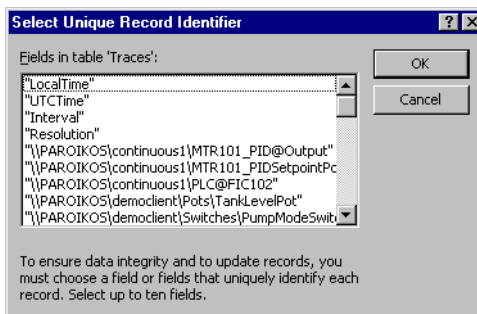 Select Unique Record Identifier
Fields in table 'Traces':
OK
Cancel
"LocalTime"
"UTCTime"
"Interval"
"Resolution"
"\\PAROIKOS\continuous1\MTR101_PID@Output"
"\\PAROIKOS\continuous1\MTR101_PIDSetpointPo
"\\PAROIKOS\continuous1\PLC@FIC102"
"\\PAROIKOS\democlient\Pots\TankLevelPot"
"\\PAROIKOS\democlient\Switches\PumpModeSwit
To ensure data integrity and to update records, you
must choose a field or fields that uniquely identify each
record. Select up to ten fields.